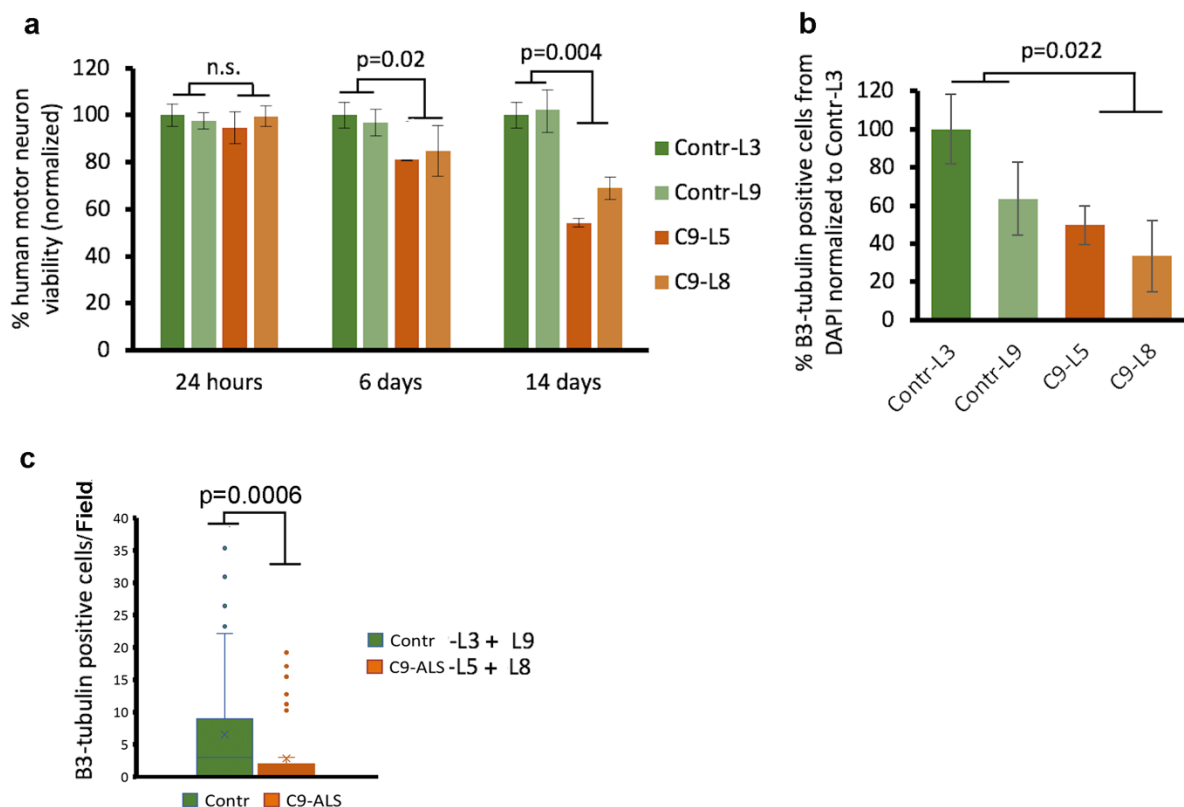 a
% human motor neuron
viability (normalized)
120
100
80
60
40
20
0
n.s.
p=0.02
p=0.004
24 hours
6 days
14 days
Contr-L3
Contr-L9
C9-L5
C9-L8
b
% B3-tubulin positive cells from
DAPI normalized to Contr-L3
p=0.022
120
100
80
60
40
20
0
Contr-L3
Contr-L9
C9-L5
C9-L8
c
B3-tubulin positive cells/Field
p=0.0006
40
35
30
25
20
15
10
5
0
Contr -L3 + L9
C9-ALS -L5 + L8
Contr C9-ALS